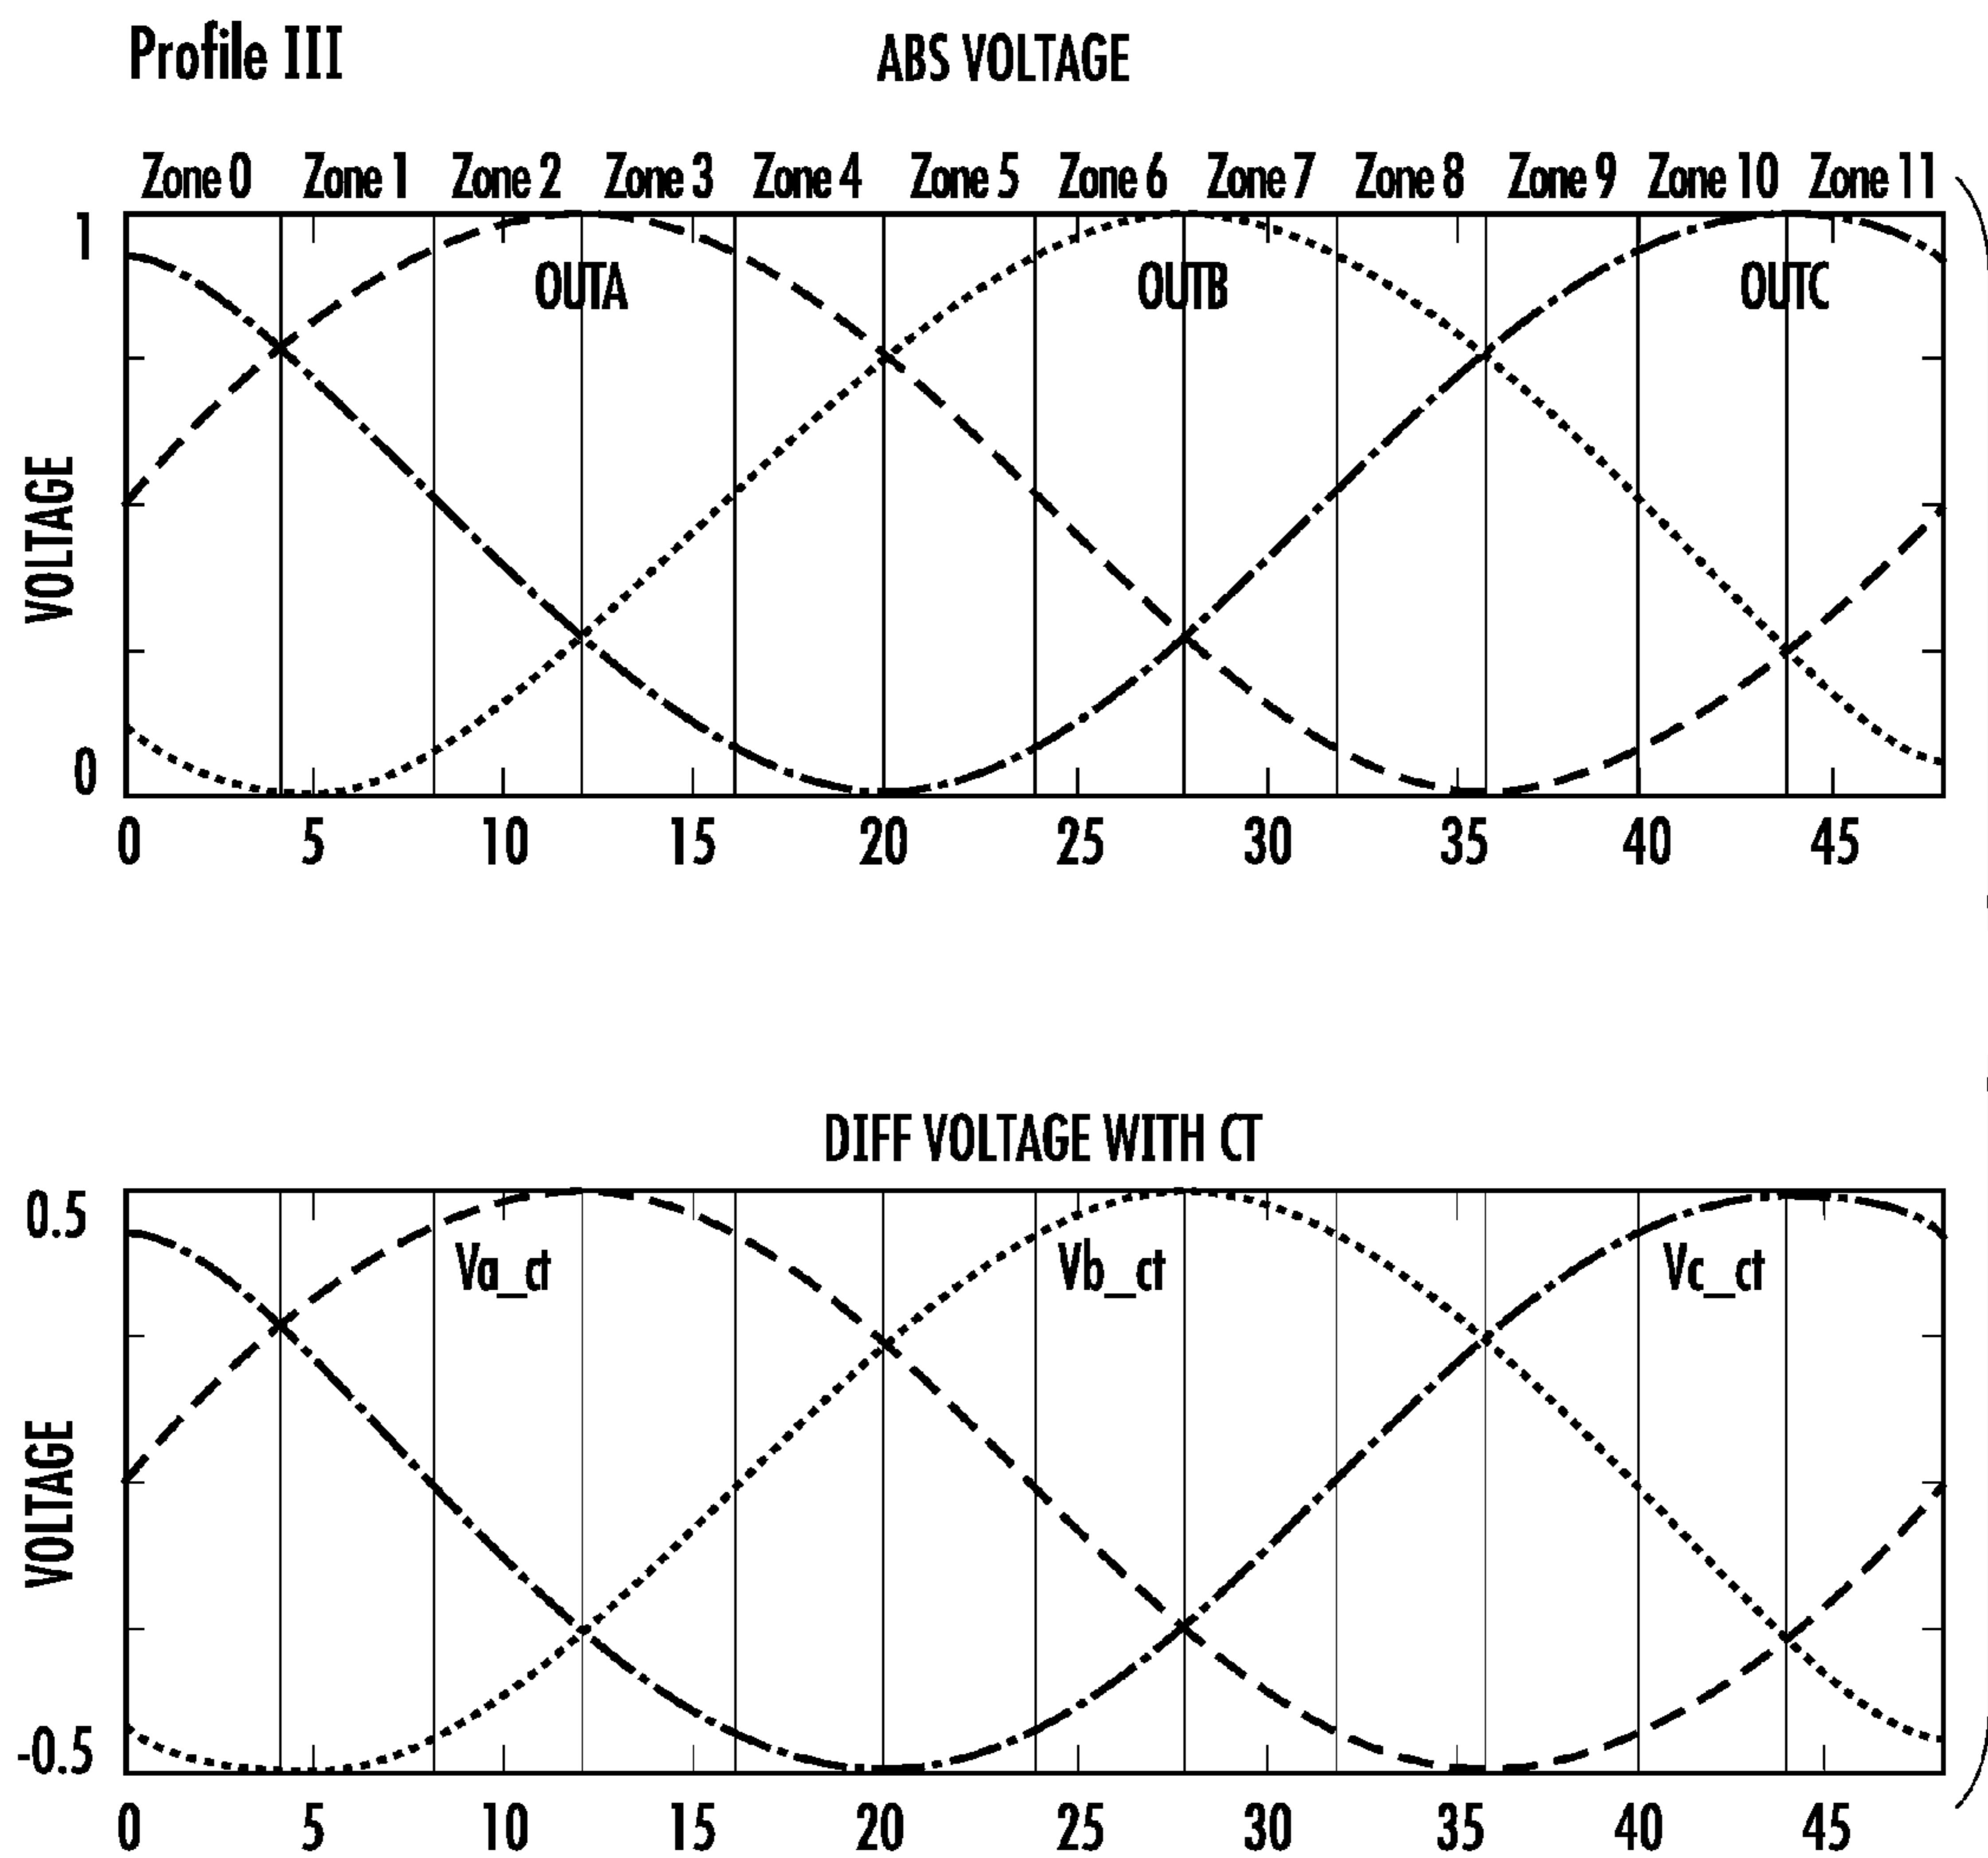 Profile III
ABS VOLTAGE
Zone 0 Zone 1 Zone 2 Zone 3 Zone 4 Zone 5 Zone 6 Zone 7 Zone 8 Zone 9 Zone 10 Zone 11
1
OUTA OUTB OUTC
VOLTAGE
0
0 5 10 15 20 25 30 35 40 45
DIFF VOLTAGE WITH CT
0.5
Va_ct Vb_ct Vc_ct
VOLTAGE
-0.5
0 5 10 15 20 25 30 35 40 45